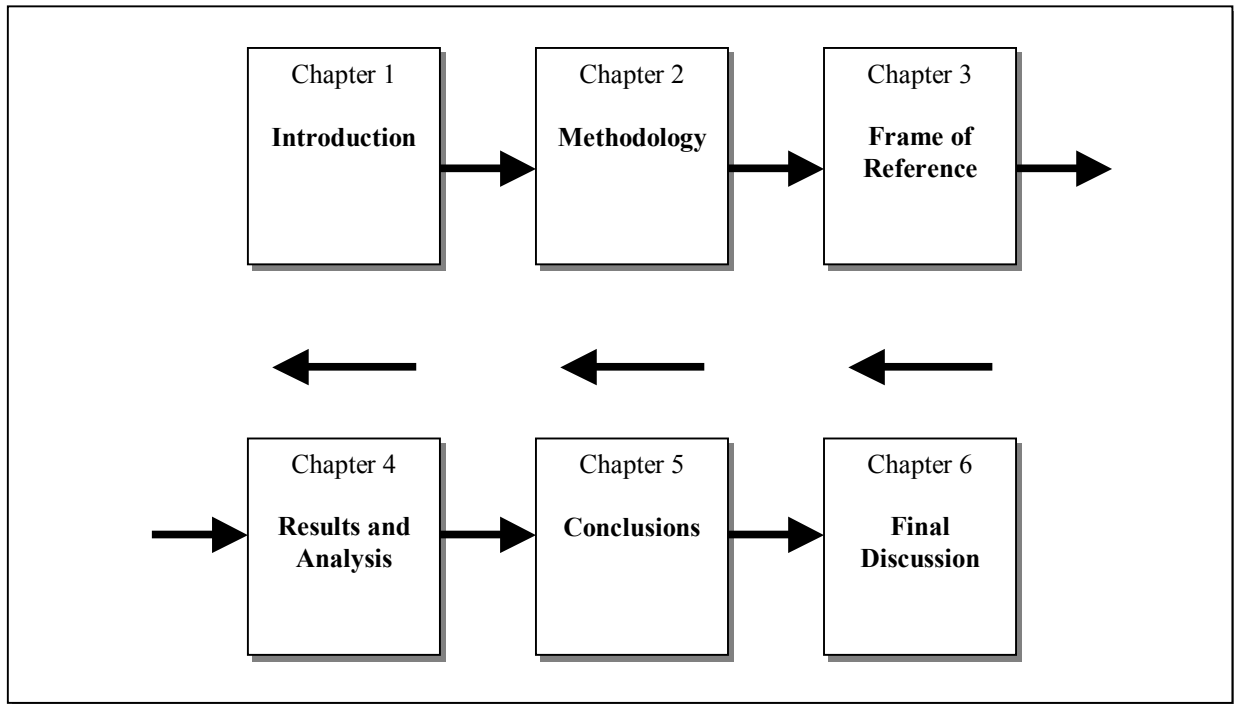 Chapter 1
Introduction
Chapter 2
Methodology
Chapter 3
Frame of
Reference
Chapter 4
Results and
Analysis
Chapter 5
Conclusions
Chapter 6
Final
Discussion